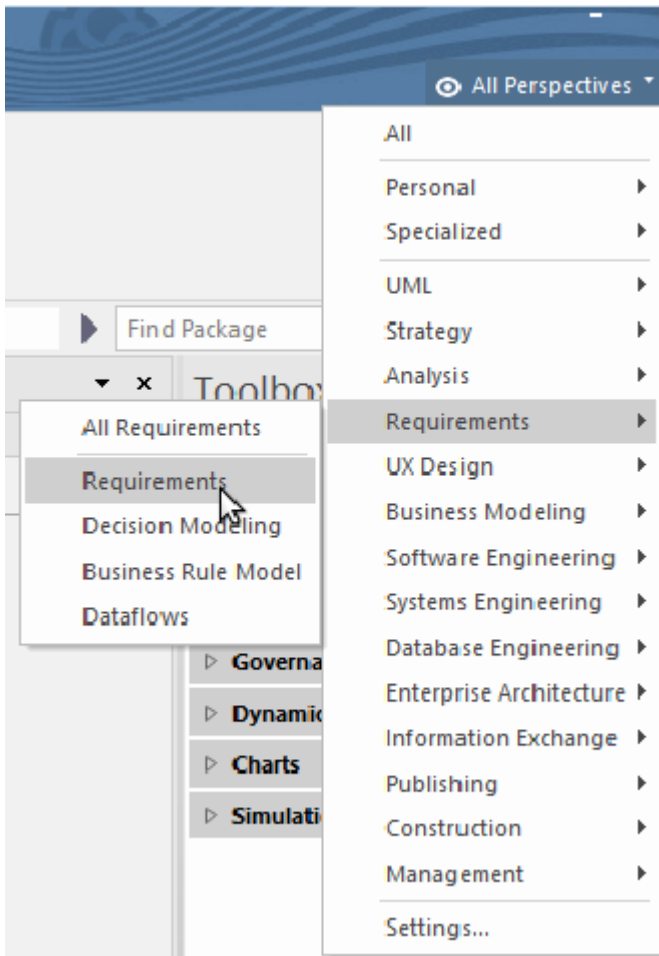 All Perspectives
All
Personal
Specialized
UML
Strategy
Analysis
Requirements
UX Design
Business Modeling
Software Engineering
Systems Engineering
Database Engineering
Enterprise Architecture
Information Exchange
Publishing
Construction
Management
Settings...
Find Package
All Requirements
Requirements
Decision Modeling
Business Rule Model
Dataflows
Charts